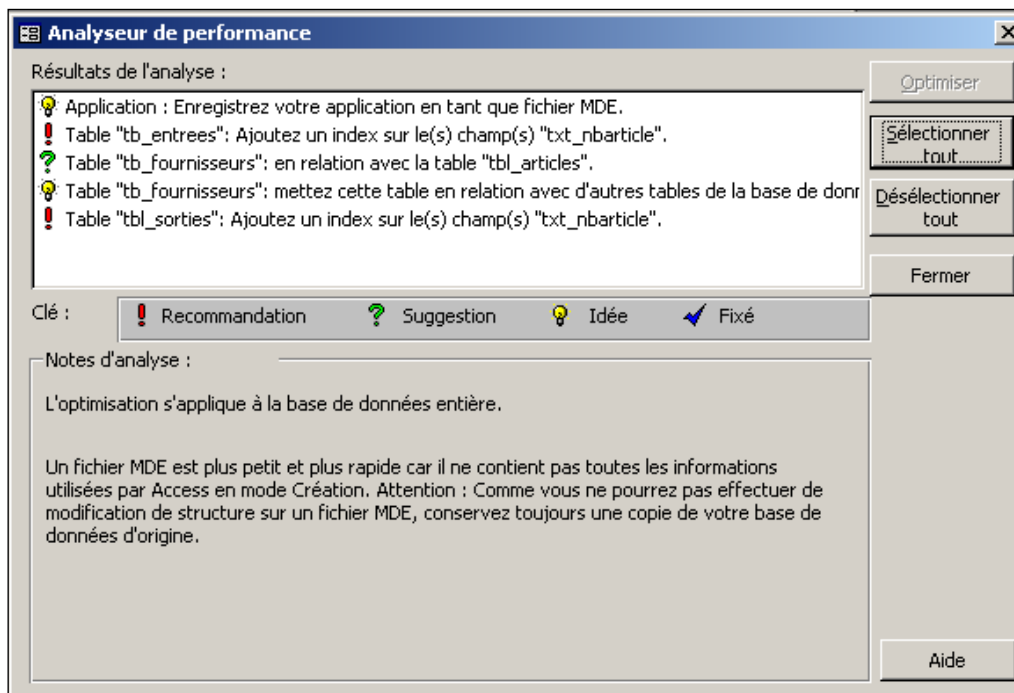 Analyseur de performance
Résultats de l'analyse :
Application : Enregistrez votre application en tant que fichier MDE.
Table "tb_entrees": Ajoutez un index sur le(s) champ(s) "txt_nbarticle".
Table "tb_fournisseurs": en relation avec la table "tbl_articles".
Table "tb_fournisseurs": mettez cette table en relation avec d'autres tables de la base de donr
Table "tbl_sorties": Ajoutez un index sur le(s) champ(s) "txt_nbarticle".
Optimiser
Sélectionner
tout
Désélectionner
tout
Fermer
Clé :
Recommandation
Suggestion
Idée
Fixé
Notes d'analyse :
L'optimisation s'applique à la base de données entière.
Un fichier MDE est plus petit et plus rapide car il ne contient pas toutes les informations
utilisées par Access en mode Création. Attention : Comme vous ne pourrez pas effectuer de
modification de structure sur un fichier MDE, conservez toujours une copie de votre base de
données d'origine.
Aide